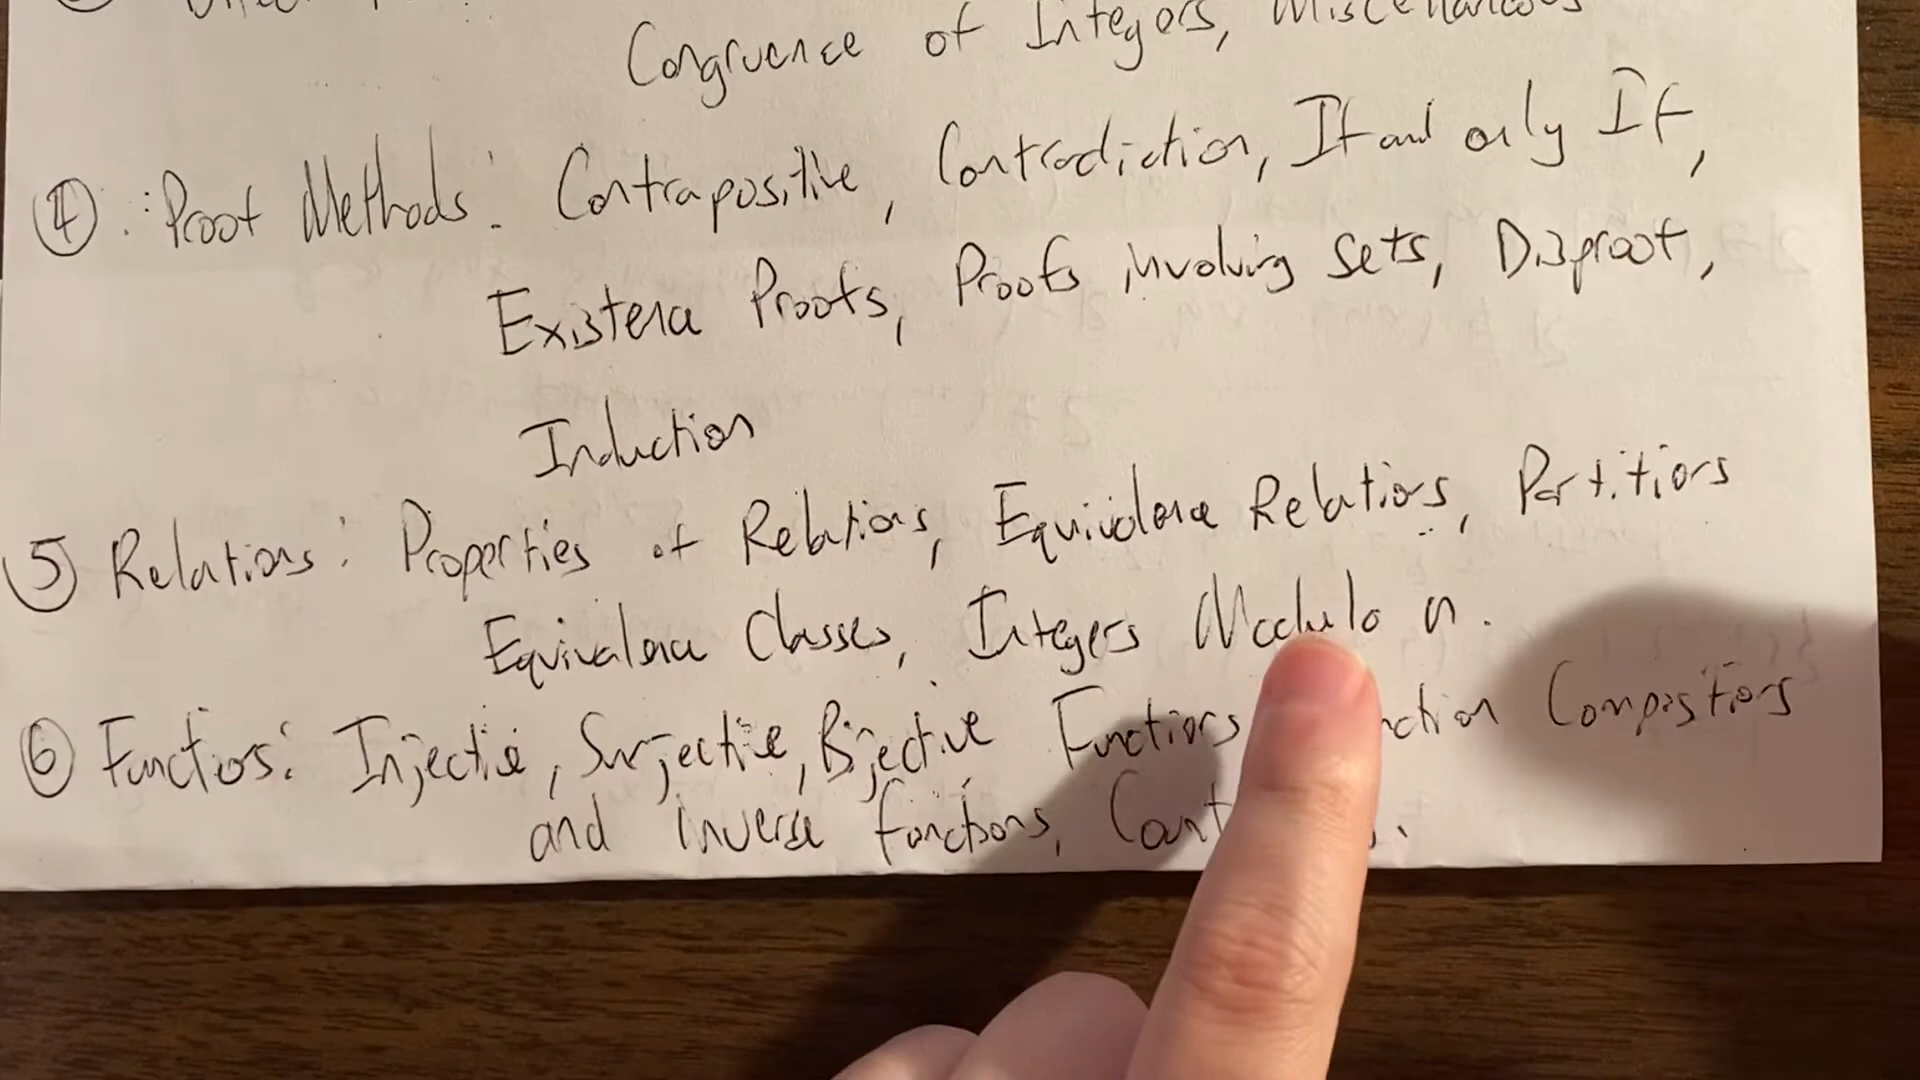 Congruence of Integers, Miscellaneous
④ : Proof Methods: Contrapositive, Contradiction, If and only If,
Existence Proofs, Proofs involving Sets, Disproof,
Induction
⑤ Relations: Properties of Relations, Equivalence Relations, Partitions
Equivalence Classes, Integers Modulo n.
⑥ Functions: Injective, Surjective, Bijective Functions Compositions
and inverse functions,